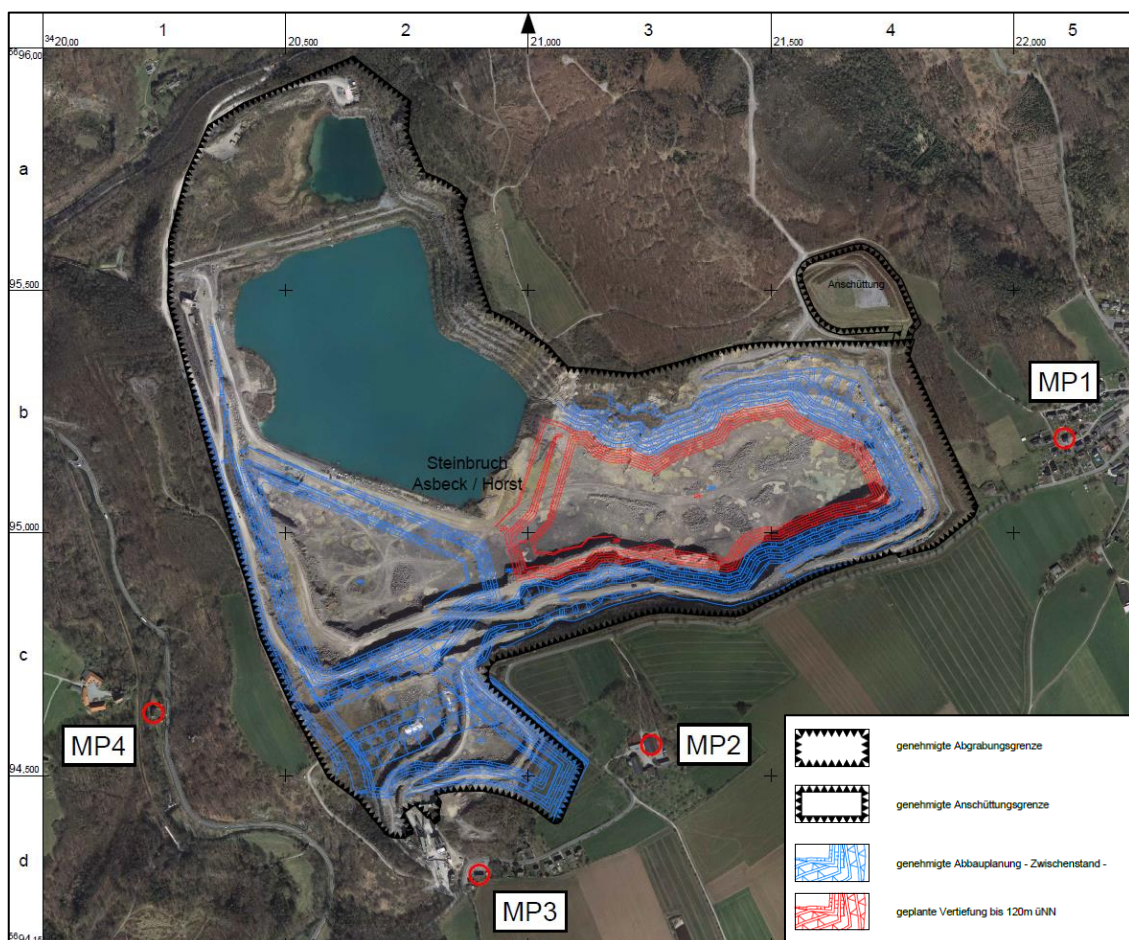 1 2 3 4 5
³⁴20,00 20,500 21,000 21,500 22,000
⁵⁶96,00
a
95,500
Anschüttung
MP1
b
Steinbruch
Asbeck / Horst
95,000
c
MP4
MP2
94,500
d
MP3
⁵⁶94,15
genehmigte Abgrabungsgrenze
genehmigte Anschüttungsgrenze
genehmigte Abbauplanung - Zwischenstand -
geplante Vertiefung bis 120m üNN